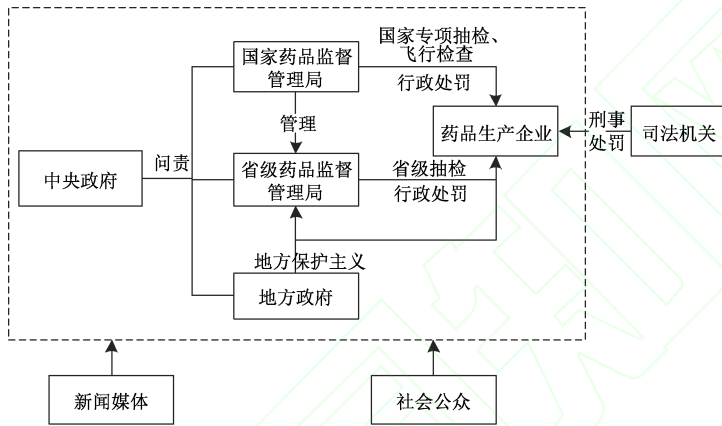 国家专项抽检、
飞行检查
国家药品监督
管理局
行政处罚
管理
药品生产企业
刑事
处罚
司法机关
中央政府
问责
省级药品监督
管理局
省级抽检
行政处罚
地方保护主义
地方政府
新闻媒体
社会公众